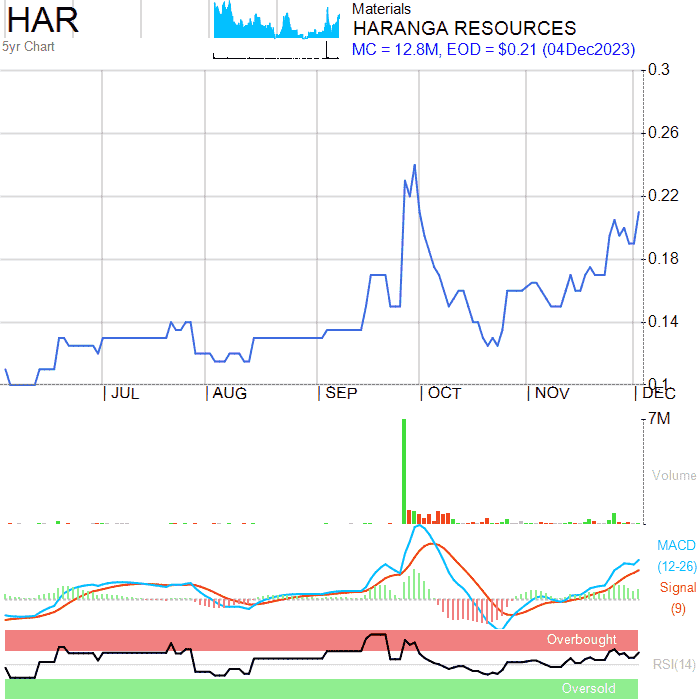 HAR
5yr Chart
Materials
HARANGA RESOURCES
MC = 12.8M, EOD = $0.21 (04Dec2023)
0.3
0.26
0.22
0.18
0.14
0.1
JUL
AUG
SEP
OCT
NOV
DEC
7M
Volume
MACD
(12-26)
Signal
(9)
Overbought
RSI(14)
Oversold